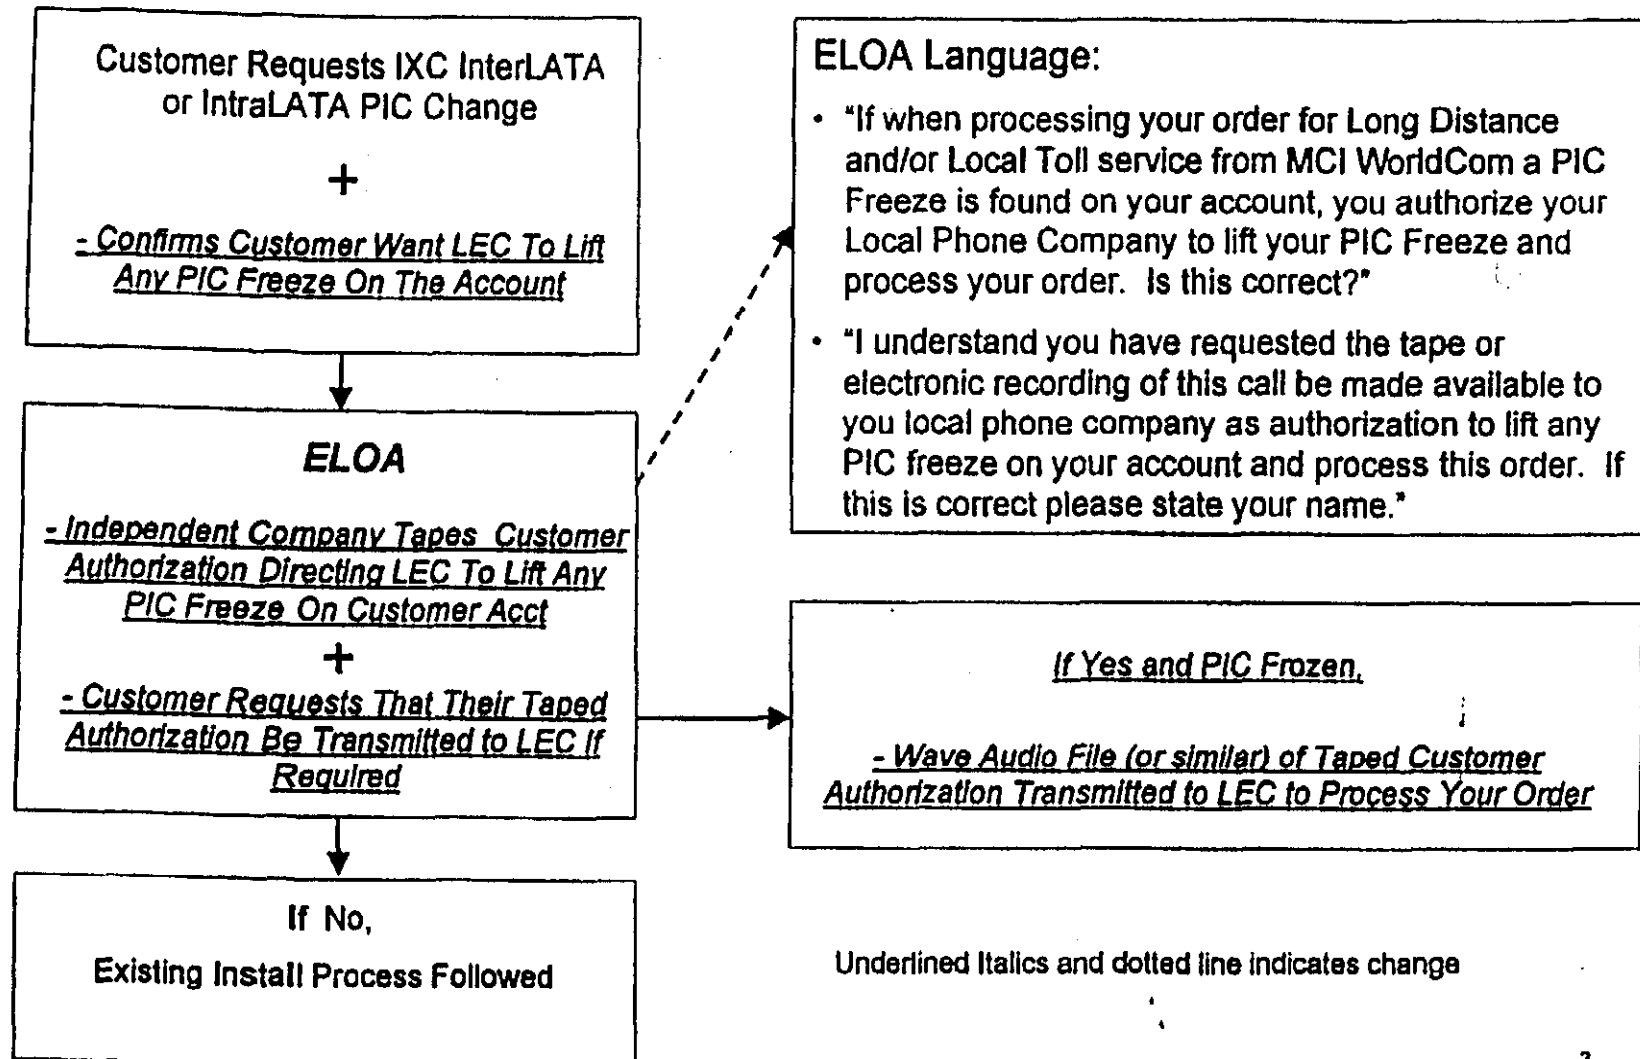 Customer Requests IXC InterLATA
or IntraLATA PIC Change
+
- Confirms Customer Want LEC To Lift
Any PIC Freeze On The Account
ELOA
- Independent Company Tapes Customer
Authorization Directing LEC To Lift Any
PIC Freeze On Customer Acct
+
- Customer Requests That Their Taped
Authorization Be Transmitted to LEC If
Required
If No,
Existing Install Process Followed
ELOA Language:
• "If when processing your order for Long Distance
and/or Local Toll service from MCI WorldCom a PIC
Freeze is found on your account, you authorize your
Local Phone Company to lift your PIC Freeze and
process your order. Is this correct?"
• "I understand you have requested the tape or
electronic recording of this call be made available to
you local phone company as authorization to lift any
PIC freeze on your account and process this order. If
this is correct please state your name."
If Yes and PIC Frozen,
- Wave Audio File (or similar) of Taped Customer
Authorization Transmitted to LEC to Process Your Order
Underlined Italics and dotted line indicates change